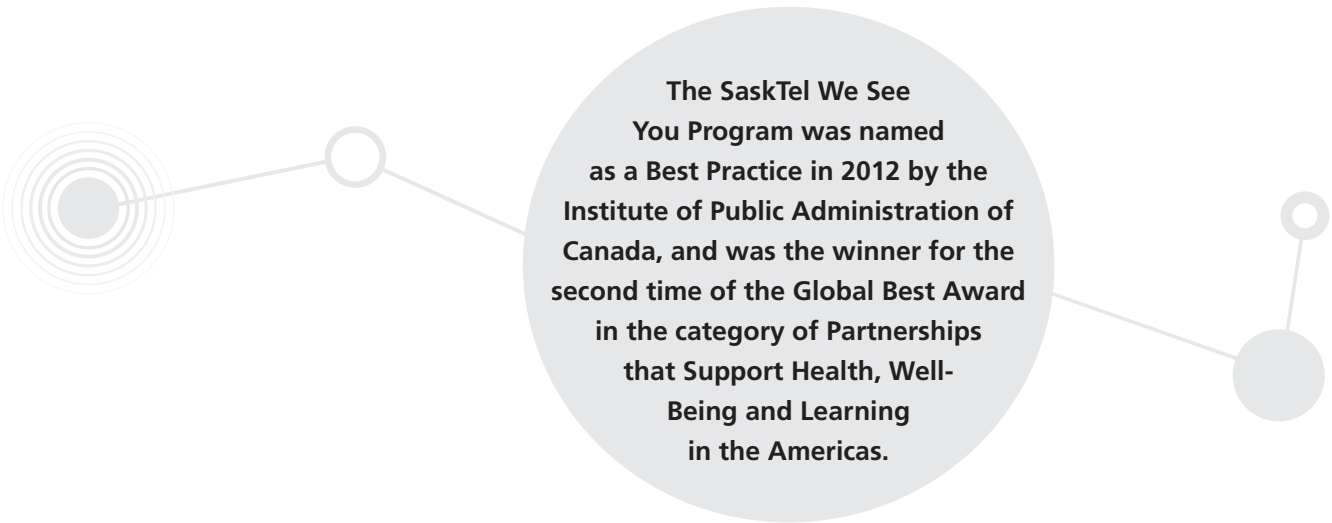 The SaskTel We See
You Program was named
as a Best Practice in 2012 by the
Institute of Public Administration of
Canada, and was the winner for the
second time of the Global Best Award
in the category of Partnerships
that Support Health, Well-
Being and Learning
in the Americas.